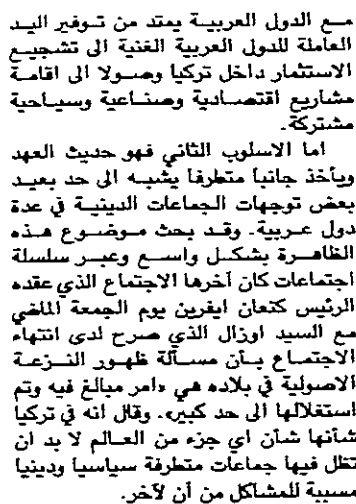 مع الدول العربية يمتد من توفير اليد
العاملة للدول العربية الغنية الى تشجيع
الاستثمار داخل تركيا وصولا الى اقامة
مشاريع اقتصادية وصناعية وسياحية
مشتركة.
اما الاسلوب الثاني فهو حديث العهد
ويأخذ جانبا متطرفا يشبه الى حد بعيد
بعض توجهات الجماعات الدينية في عدة
دول عربية. وقد بحث موضوع هذه
الظاهرة بشكل واسع وعبر سلسلة
اجتماعات كان آخرها الاجتماع الذي عقده
الرئيس كنعان ايفرين يوم الجمعة الماضي
مع السيد اوزال الذي صرح لدى انتهاء
الاجتماع بأن مسألة ظهور النزعة
الاصولية في بلاده هي «امر مبالغ فيه وتم
استغلالها الى حد كبير». وقال انه في تركيا
شأنها شأن اي جزء من العالم لا بد ان
تظل فيها جماعات متطرفة سياسيا ودينيا
مسببة للمشاكل من آن لآخر.